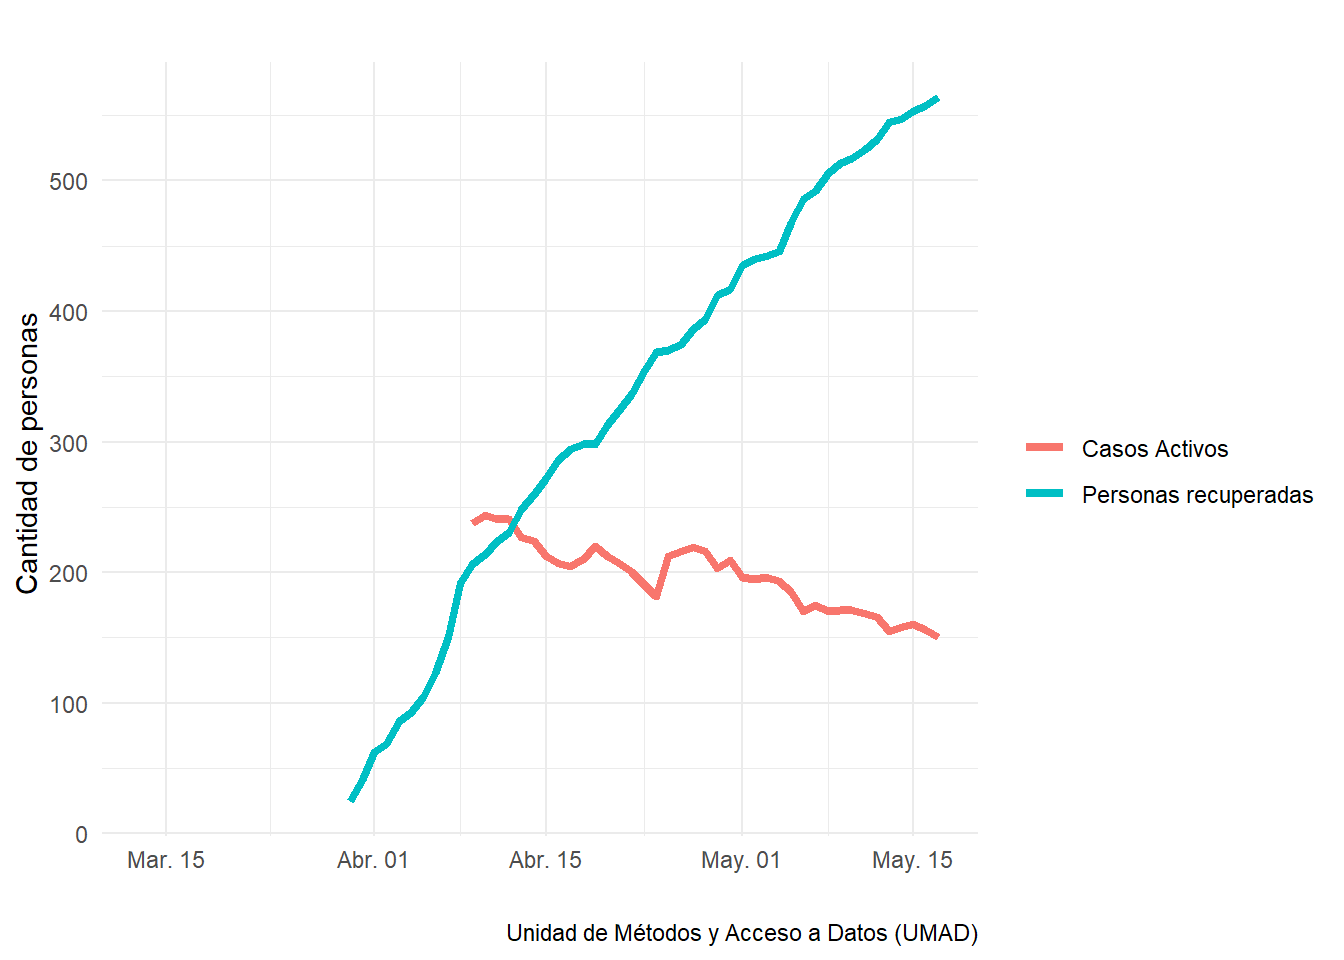 Cantidad de personas
500
400
300
200
100
0
Mar. 15
Abr. 01
Abr. 15
May. 01
May. 15
Casos Activos
Personas recuperadas
Unidad de Métodos y Acceso a Datos (UMAD)